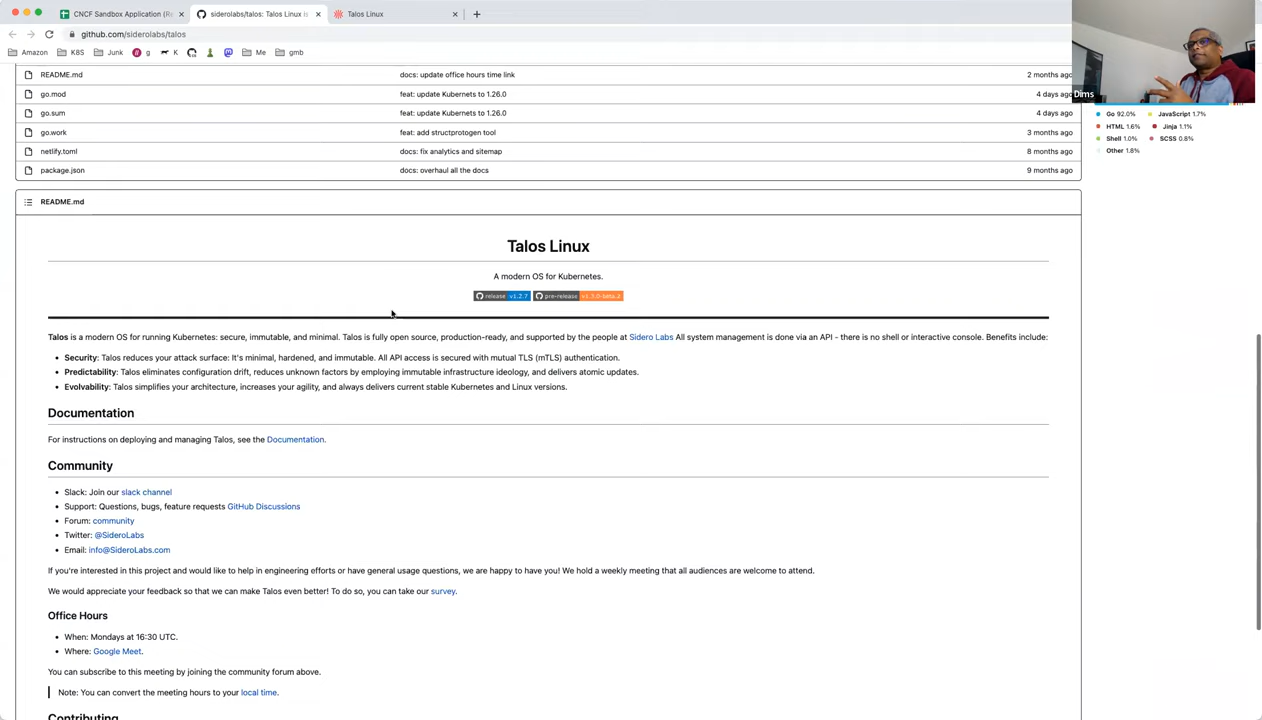 CNCF Sandbox Application (Re
siderolabs/talos: Talos Linux is
Talos Linux
github.com/siderolabs/talos
Amazon
K8S
Junk
g
K
Me
gmb
Dims
README.md docs: update office hours time link 2 months ago
go.mod feat: update Kubernetes to 1.26.0 4 days ago
go.sum feat: update Kubernetes to 1.26.0 4 days ago
go.work feat: add structprotogen tool 3 months ago
netlify.toml docs: fix analytics and sitemap 8 months ago
package.json docs: overhaul all the docs 9 months ago
Go 92.0% JavaScript 1.7%
HTML 1.6% Jinja 1.1%
Shell 1.0% SCSS 0.8%
Other 1.8%
README.md
Talos Linux
A modern OS for Kubernetes.
release v1.2.7 pre-release v1.3.0-beta.2
Talos is a modern OS for running Kubernetes: secure, immutable, and minimal. Talos is fully open source, production-ready, and supported by the people at Sidero Labs All system management is done via an API - there is no shell or interactive console. Benefits include:
Security: Talos reduces your attack surface: It's minimal, hardened, and immutable. All API access is secured with mutual TLS (mTLS) authentication.
Predictability: Talos eliminates configuration drift, reduces unknown factors by employing immutable infrastructure ideology, and delivers atomic updates.
Evolvability: Talos simplifies your architecture, increases your agility, and always delivers current stable Kubernetes and Linux versions.
Documentation
For instructions on deploying and managing Talos, see the Documentation.
Community
Slack: Join our slack channel
Support: Questions, bugs, feature requests GitHub Discussions
Forum: community
Twitter: @SideroLabs
Email: info@SideroLabs.com
If you're interested in this project and would like to help in engineering efforts or have general usage questions, we are happy to have you! We hold a weekly meeting that all audiences are welcome to attend.
We would appreciate your feedback so that we can make Talos even better! To do so, you can take our survey.
Office Hours
When: Mondays at 16:30 UTC.
Where: Google Meet.
You can subscribe to this meeting by joining the community forum above.
Note: You can convert the meeting hours to your local time.
Contributing